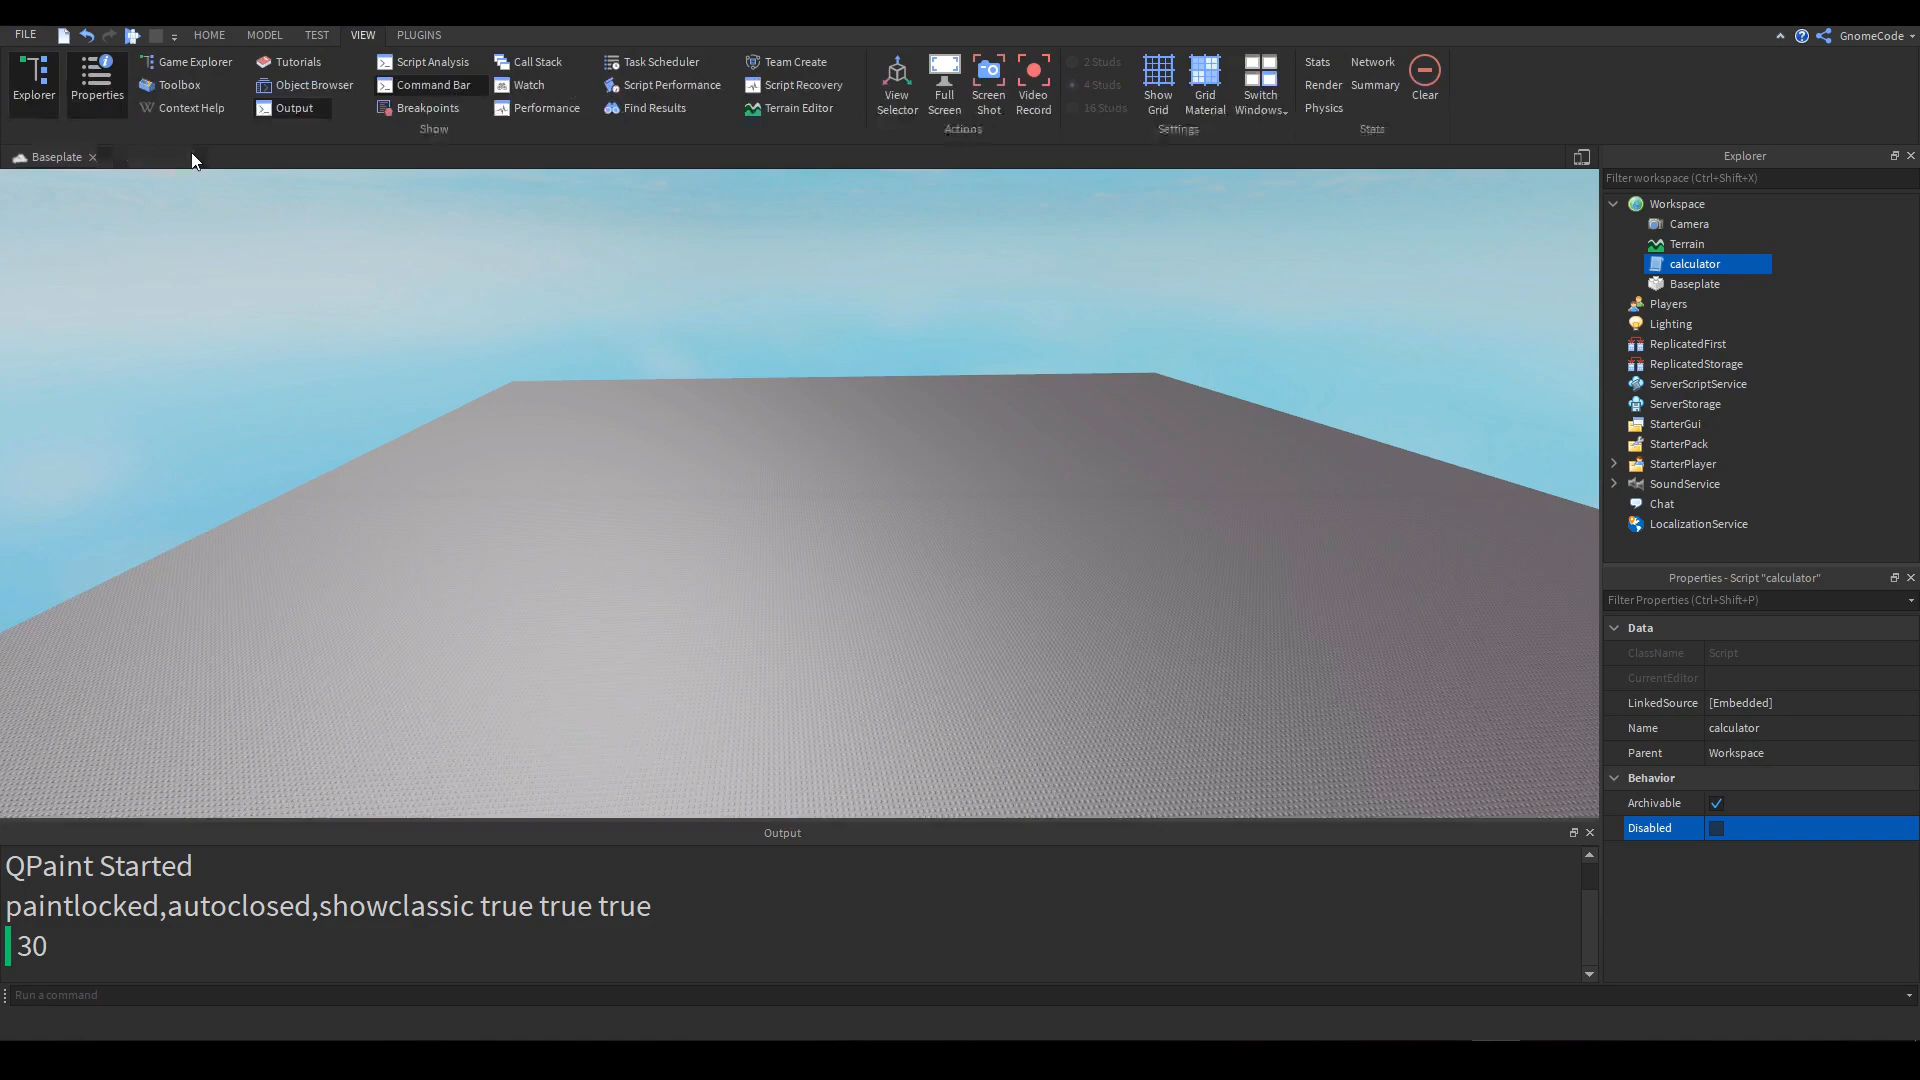 FILE HOME MODEL TEST VIEW PLUGINS GnomeCode
Explorer
Properties
Game Explorer
Toolbox
Context Help
Tutorials
Object Browser
Output
Script Analysis
Command Bar
Breakpoints
Call Stack
Watch
Performance
Task Scheduler
Script Performance
Find Results
Team Create
Script Recovery
Terrain Editor
Show
View
Selector
Full
Screen
Screen
Shot
Video
Record
Actions
2 Studs
4 Studs
16 Studs
Show
Grid
Grid
Material
Switch
Windows
Settings
Stats Network
Render Summary
Physics
Clear
Stats
Baseplate
Explorer
Filter workspace (Ctrl+Shift+X)
Workspace
Camera
Terrain
calculator
Baseplate
Players
Lighting
ReplicatedFirst
ReplicatedStorage
ServerScriptService
ServerStorage
StarterGui
StarterPack
StarterPlayer
SoundService
Chat
LocalizationService
Properties - Script "calculator"
Filter Properties (Ctrl+Shift+P)
Data
ClassName Script
CurrentEditor
LinkedSource [Embedded]
Name calculator
Parent Workspace
Behavior
Archivable
Disabled
Output
QPaint Started
paintlocked,autoclosed,showclassic true true true
30
Run a command